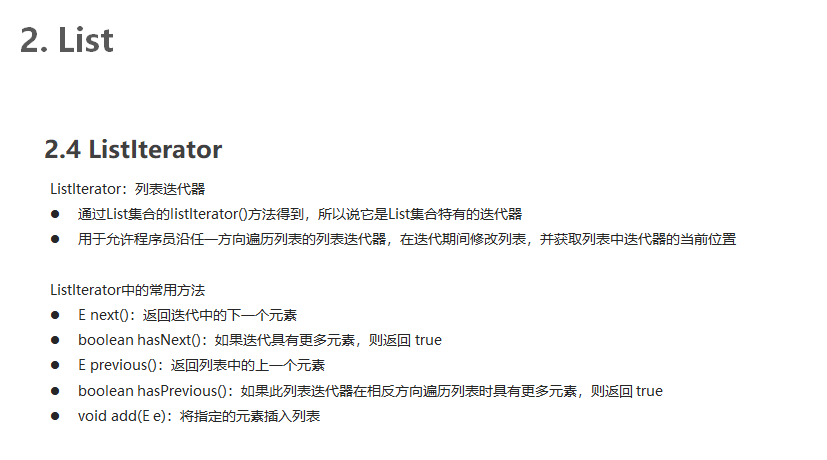 2. List
2.4 ListIterator
ListIterator：列表迭代器
● 通过List集合的listIterator()方法得到，所以说它是List集合特有的迭代器
● 用于允许程序员沿任一方向遍历列表的列表迭代器，在迭代期间修改列表，并获取列表中迭代器的当前位置
ListIterator中的常用方法
● E next()：返回迭代中的下一个元素
● boolean hasNext()：如果迭代具有更多元素，则返回 true
● E previous()：返回列表中的上一个元素
● boolean hasPrevious()：如果此列表迭代器在相反方向遍历列表时具有更多元素，则返回 true
● void add(E e)：将指定的元素插入列表